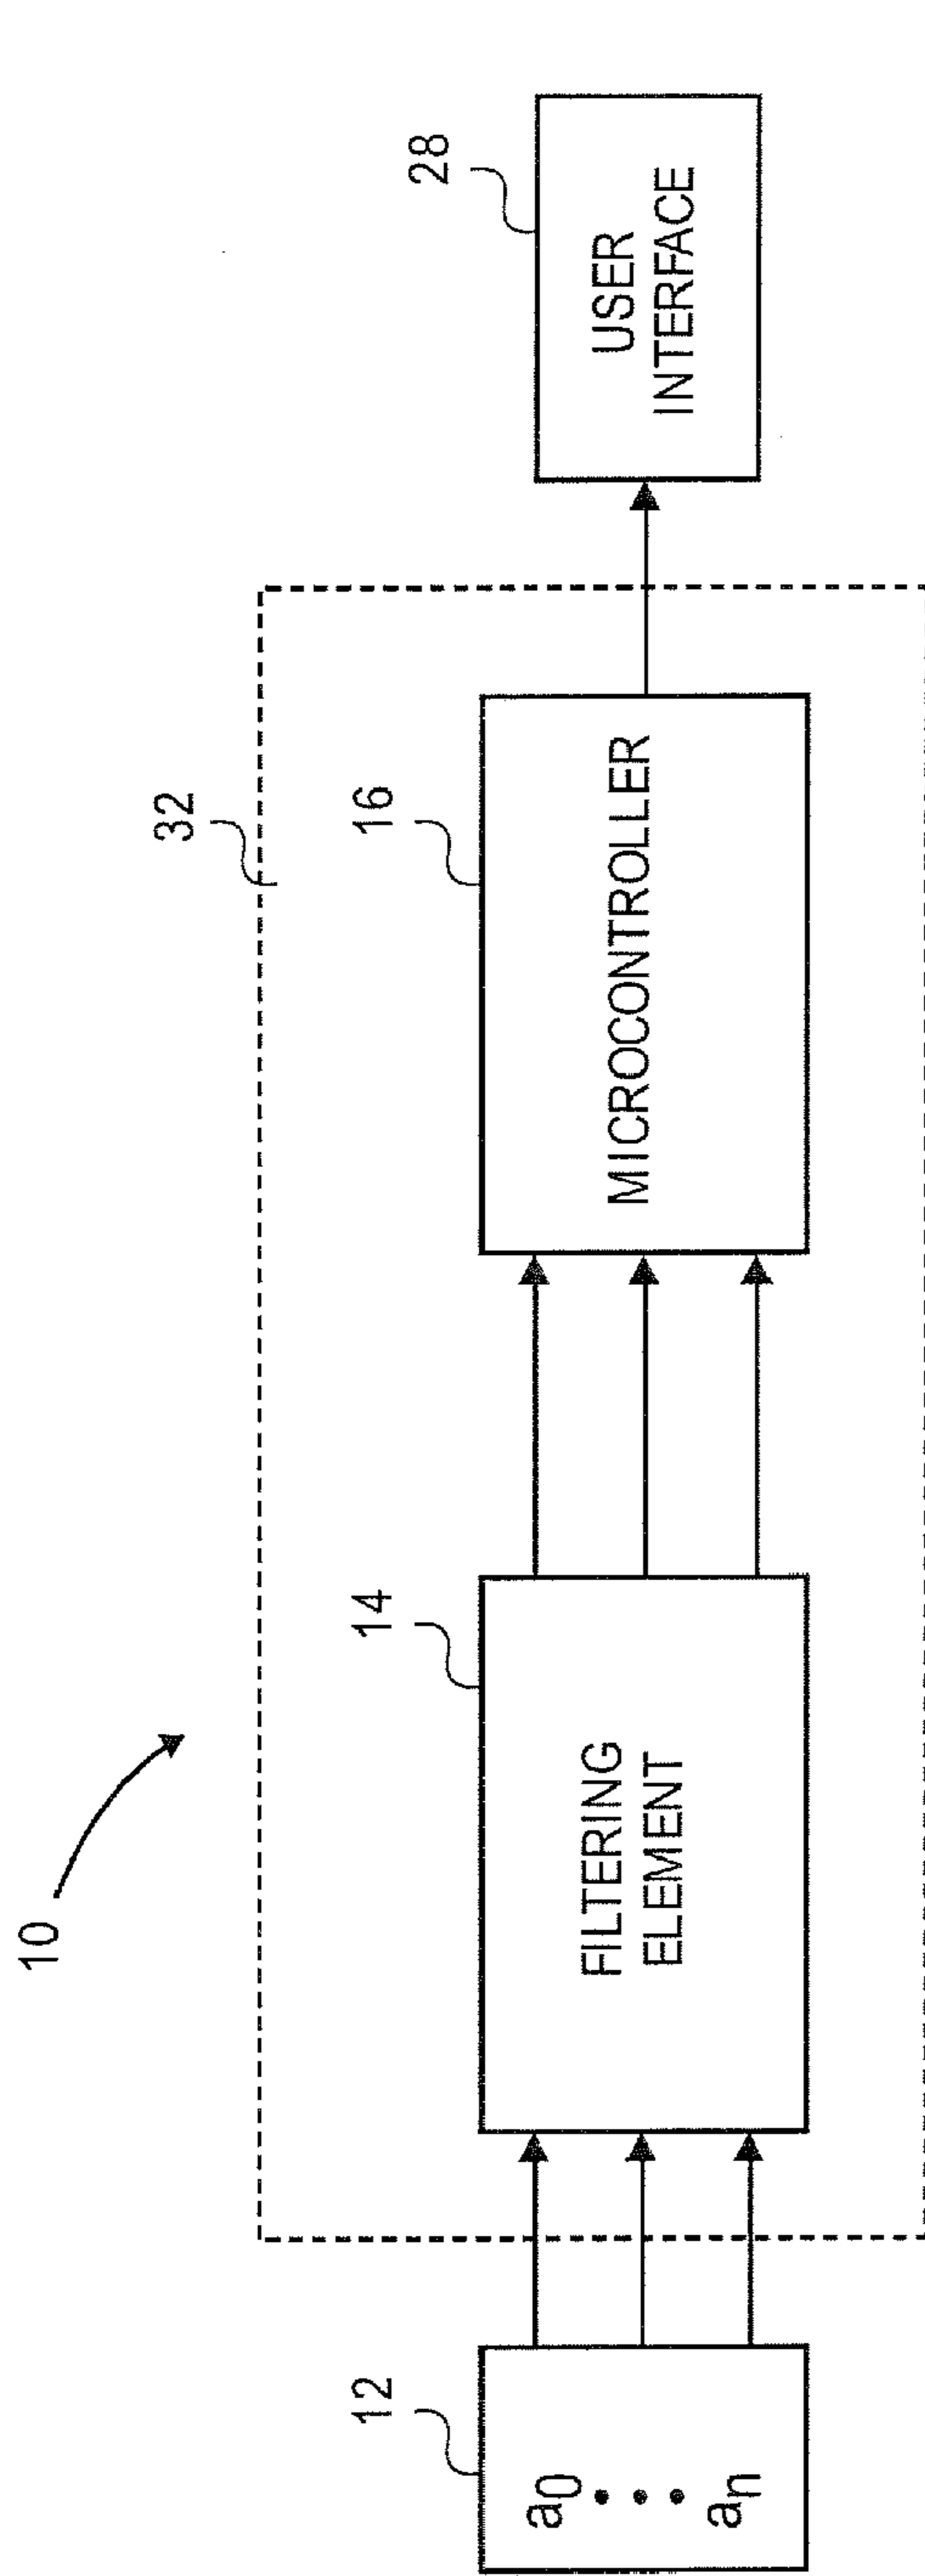 10
32
12
14
16
28
a0
•
•
•
an
FILTERING
ELEMENT
MICROCONTROLLER
USER
INTERFACE